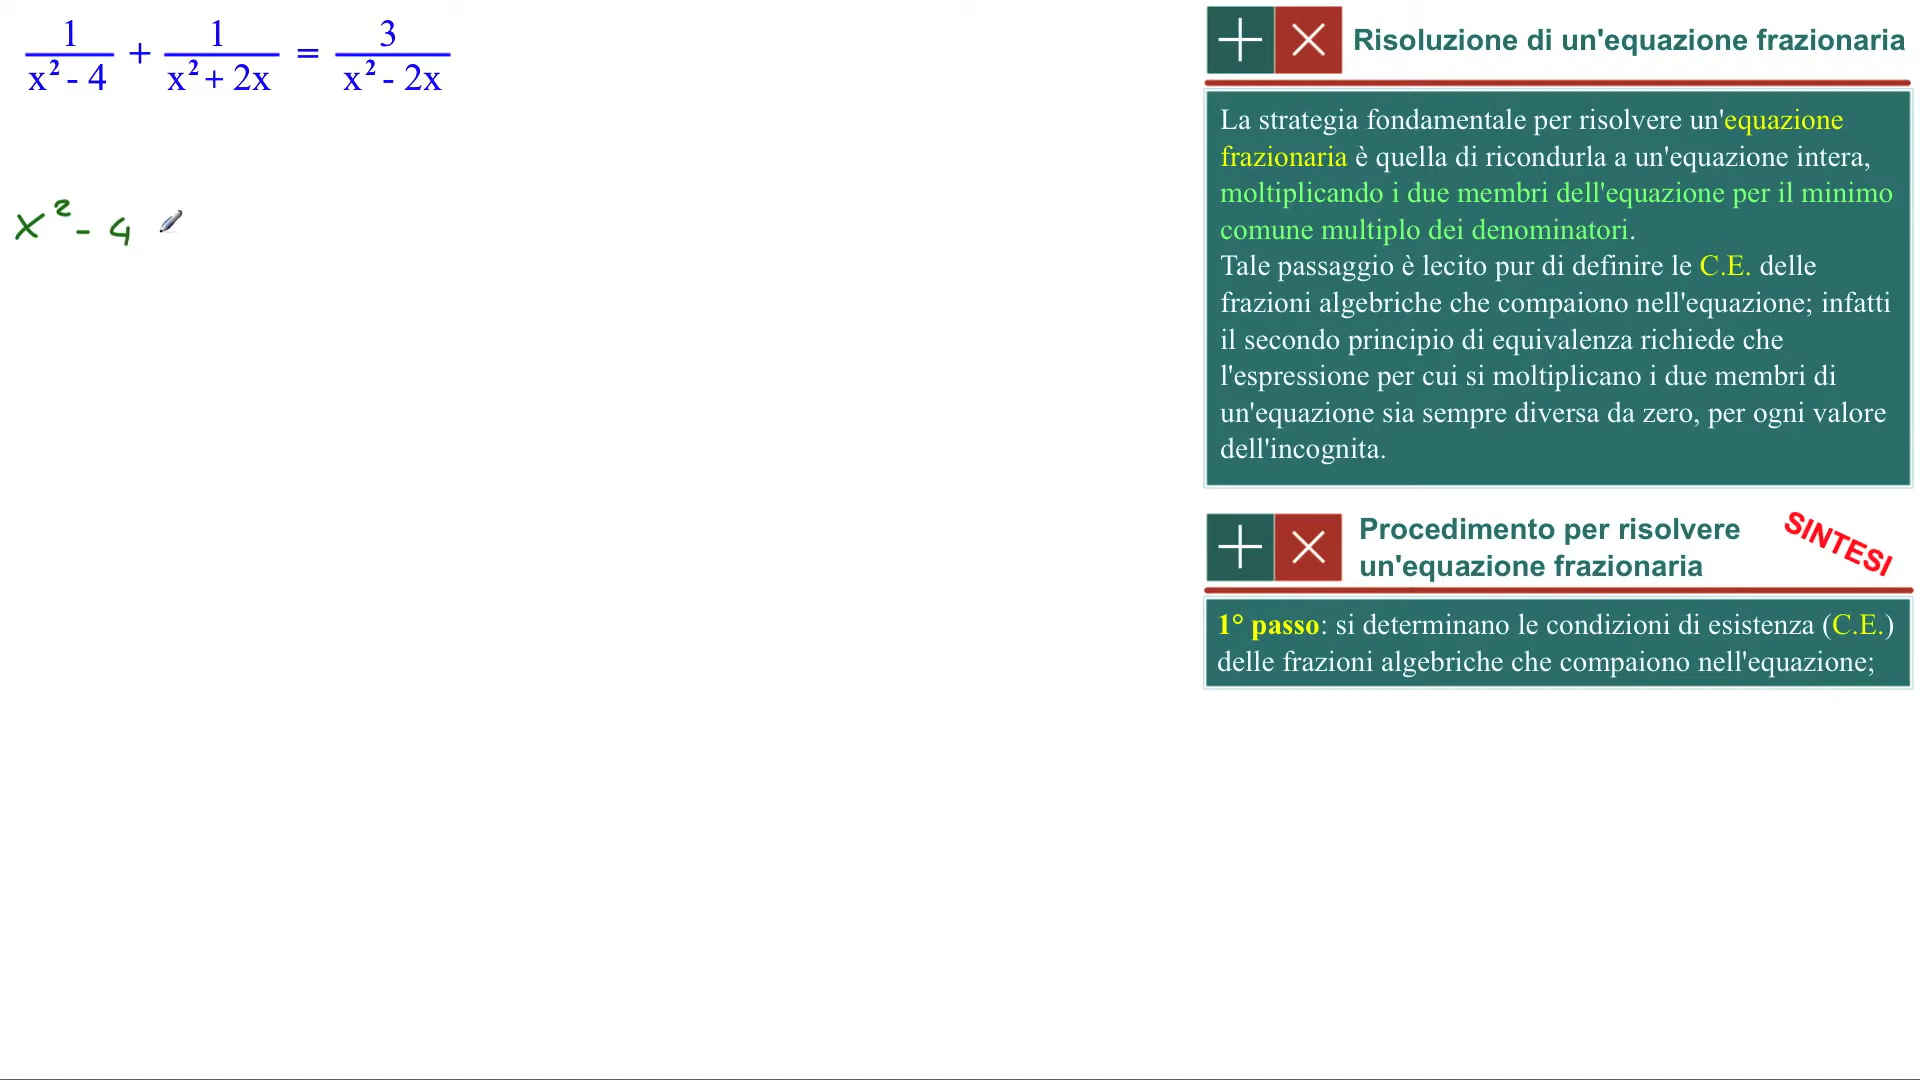 1/(x² - 4) + 1/(x² + 2x) = 3/(x² - 2x)
x² - 4
Risoluzione di un'equazione frazionaria
La strategia fondamentale per risolvere un'equazione
frazionaria è quella di ricondurla a un'equazione intera,
moltiplicando i due membri dell'equazione per il minimo
comune multiplo dei denominatori.
Tale passaggio è lecito pur di definire le C.E. delle
frazioni algebriche che compaiono nell'equazione; infatti
il secondo principio di equivalenza richiede che
l'espressione per cui si moltiplicano i due membri di
un'equazione sia sempre diversa da zero, per ogni valore
dell'incognita.
Procedimento per risolvere
un'equazione frazionaria
SINTESI
1° passo: si determinano le condizioni di esistenza (C.E.)
delle frazioni algebriche che compaiono nell'equazione;